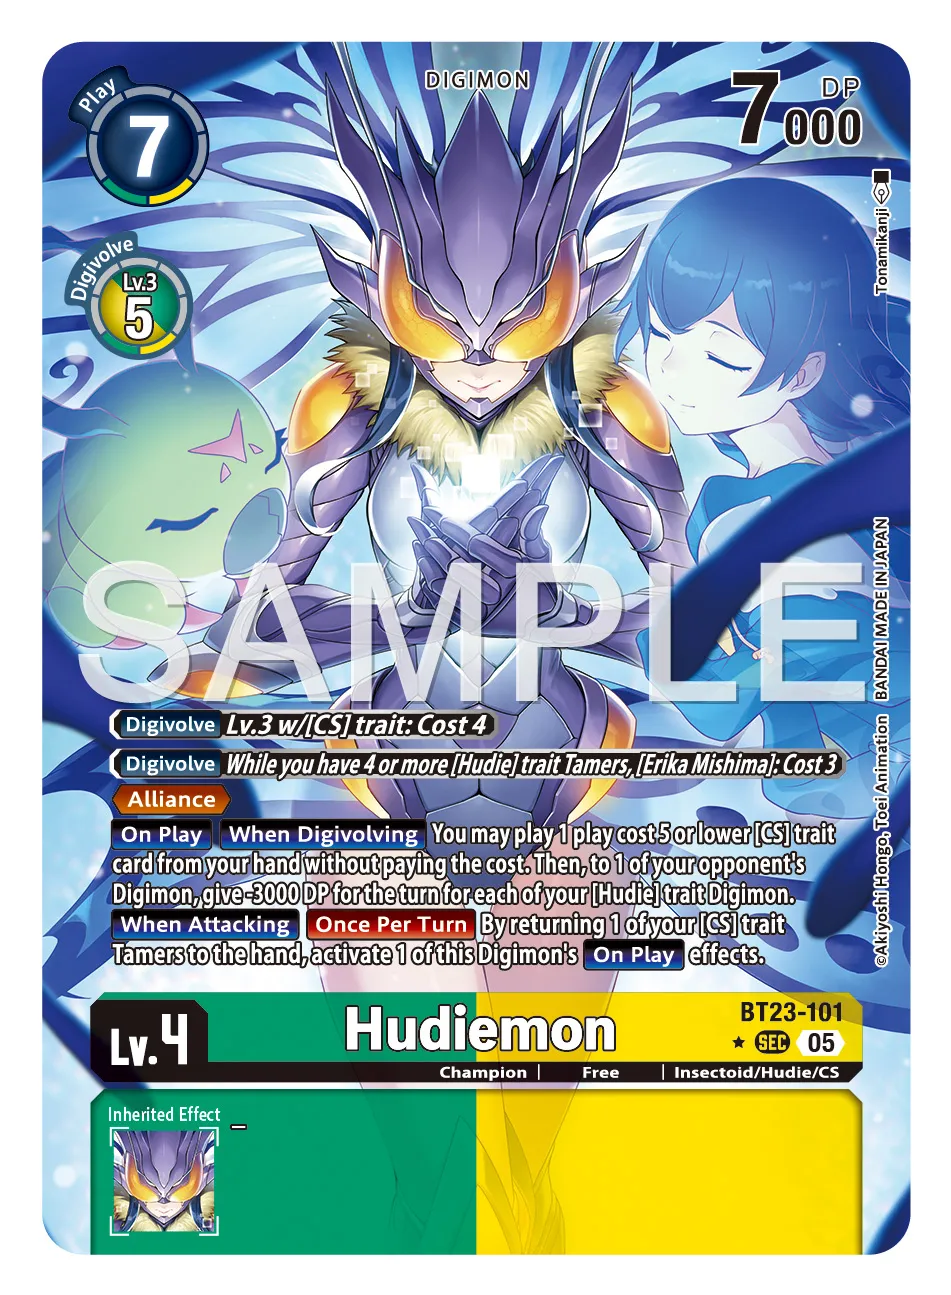 DIGIMON
Play
7
7000 DP
Digivolve
Lv.3
5
Tonamikanji
SAMPLE
BANDAI MADE IN JAPAN
©Akiyoshi Hongo, Toei Animation
Digivolve Lv.3 w/[CS] trait: Cost 4
Digivolve While you have 4 or more [Hudie] trait Tamers, [Erika Mishima]: Cost 3
Alliance
On Play When Digivolving You may play 1 play cost 5 or lower [CS] trait
card from your hand without paying the cost. Then, to 1 of your opponent's
Digimon, give -3000 DP for the turn for each of your [Hudie] trait Digimon.
When Attacking Once Per Turn By returning 1 of your [CS] trait
Tamers to the hand, activate 1 of this Digimon's On Play effects.
Lv.4
Hudiemon
BT23-101
★ SEC 05
Champion | Free | Insectoid/Hudie/CS
Inherited Effect –